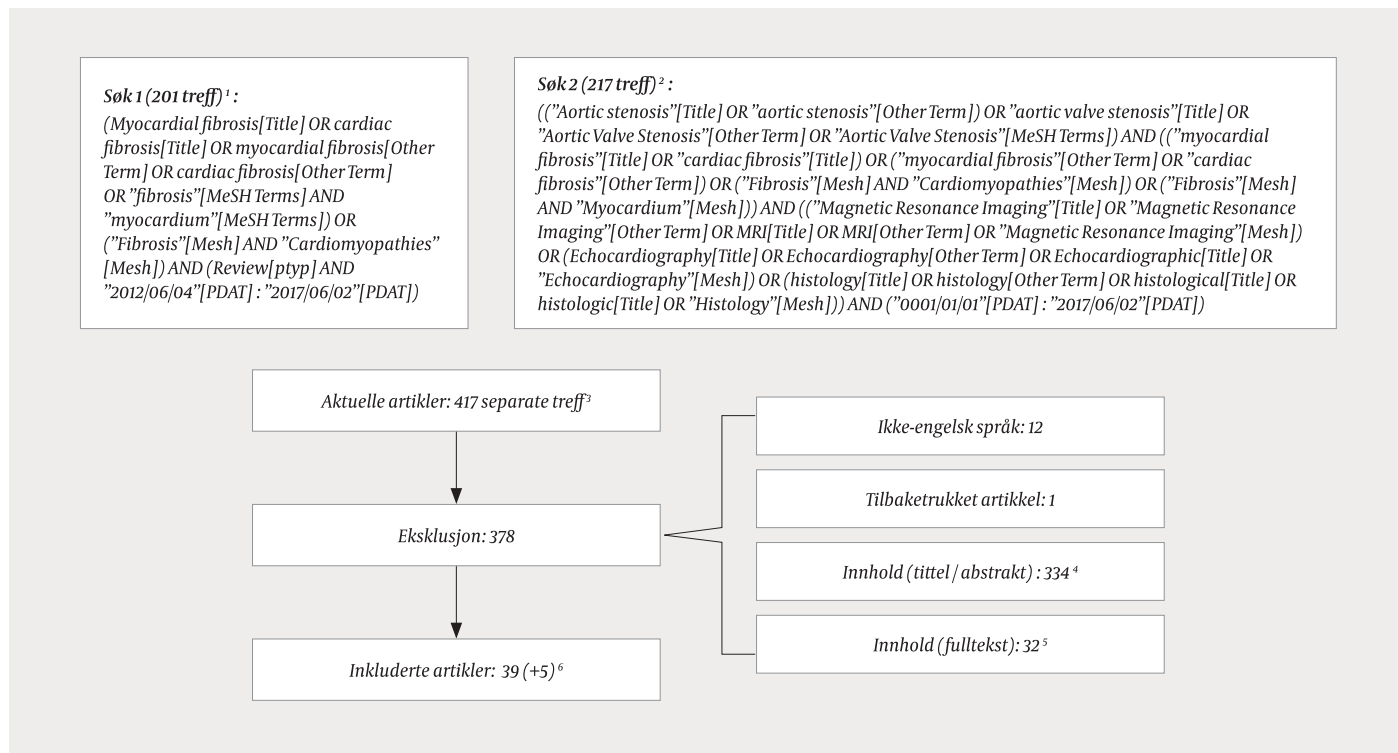 Søk 1 (201 treff) ¹ :
(Myocardial fibrosis[Title] OR cardiac
fibrosis[Title] OR myocardial fibrosis[Other
Term] OR cardiac fibrosis[Other Term]
OR ”fibrosis”[MeSH Terms] AND
”myocardium”[MeSH Terms]) OR
(”Fibrosis”[Mesh] AND ”Cardiomyopathies”
[Mesh]) AND (Review[ptyp] AND
”2012/06/04”[PDAT] : ”2017/06/02”[PDAT])
Søk 2 (217 treff) ² :
((”Aortic stenosis”[Title] OR ”aortic stenosis”[Other Term]) OR ”aortic valve stenosis”[Title] OR
”Aortic Valve Stenosis”[Other Term] OR ”Aortic Valve Stenosis”[MeSH Terms]) AND ((”myocardial
fibrosis”[Title] OR ”cardiac fibrosis”[Title]) OR (”myocardial fibrosis”[Other Term] OR ”cardiac
fibrosis”[Other Term]) OR (”Fibrosis”[Mesh] AND ”Cardiomyopathies”[Mesh]) OR (”Fibrosis”[Mesh]
AND ”Myocardium”[Mesh])) AND ((”Magnetic Resonance Imaging”[Title] OR ”Magnetic Resonance
Imaging”[Other Term] OR MRI[Title] OR MRI[Other Term] OR ”Magnetic Resonance Imaging”[Mesh])
OR (Echocardiography[Title] OR Echocardiography[Other Term] OR Echocardiographic[Title] OR
”Echocardiography”[Mesh]) OR (histology[Title] OR histology[Other Term] OR histological[Title] OR
histologic[Title] OR ”Histology”[Mesh])) AND (”0001/01/01”[PDAT] : ”2017/06/02”[PDAT])
Aktuelle artikler: 417 separate treff ³
Eksklusjon: 378
Inkluderte artikler: 39 (+5) ⁶
Ikke-engelsk språk: 12
Tilbaketrukket artikkel: 1
Innhold (tittel / abstrakt) : 334 ⁴
Innhold (fulltekst): 32 ⁵